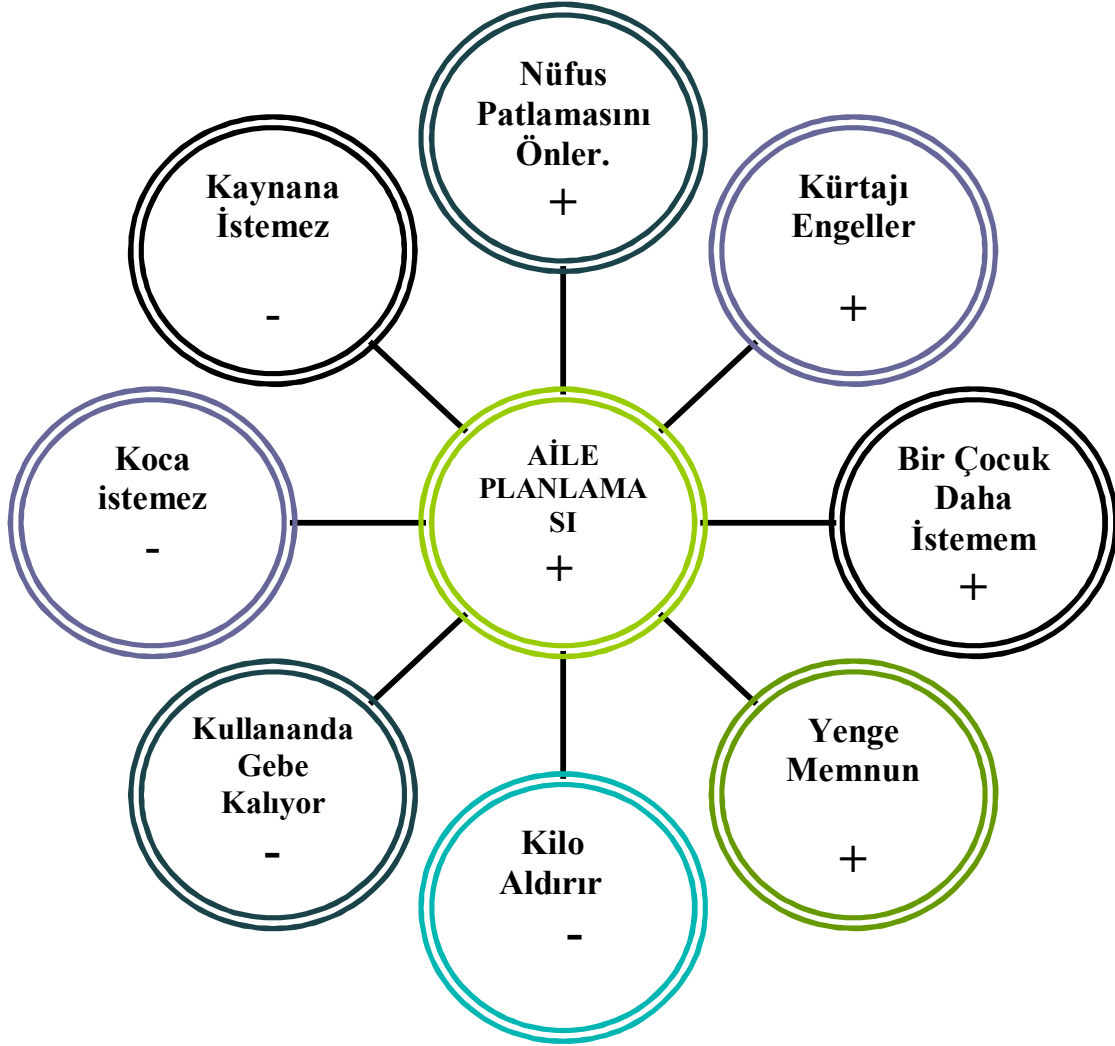 Nüfus
Patlamasını
Önler.
+
Kürtajı
Engeller
+
Bir Çocuk
Daha
İstemem
+
Yenge
Memnun
+
Kilo
Aldırır
-
Kullananda
Gebe
Kalıyor
-
Koca
istemez
-
Kaynana
İstemez
-
AİLE
PLANLAMA
SI
+